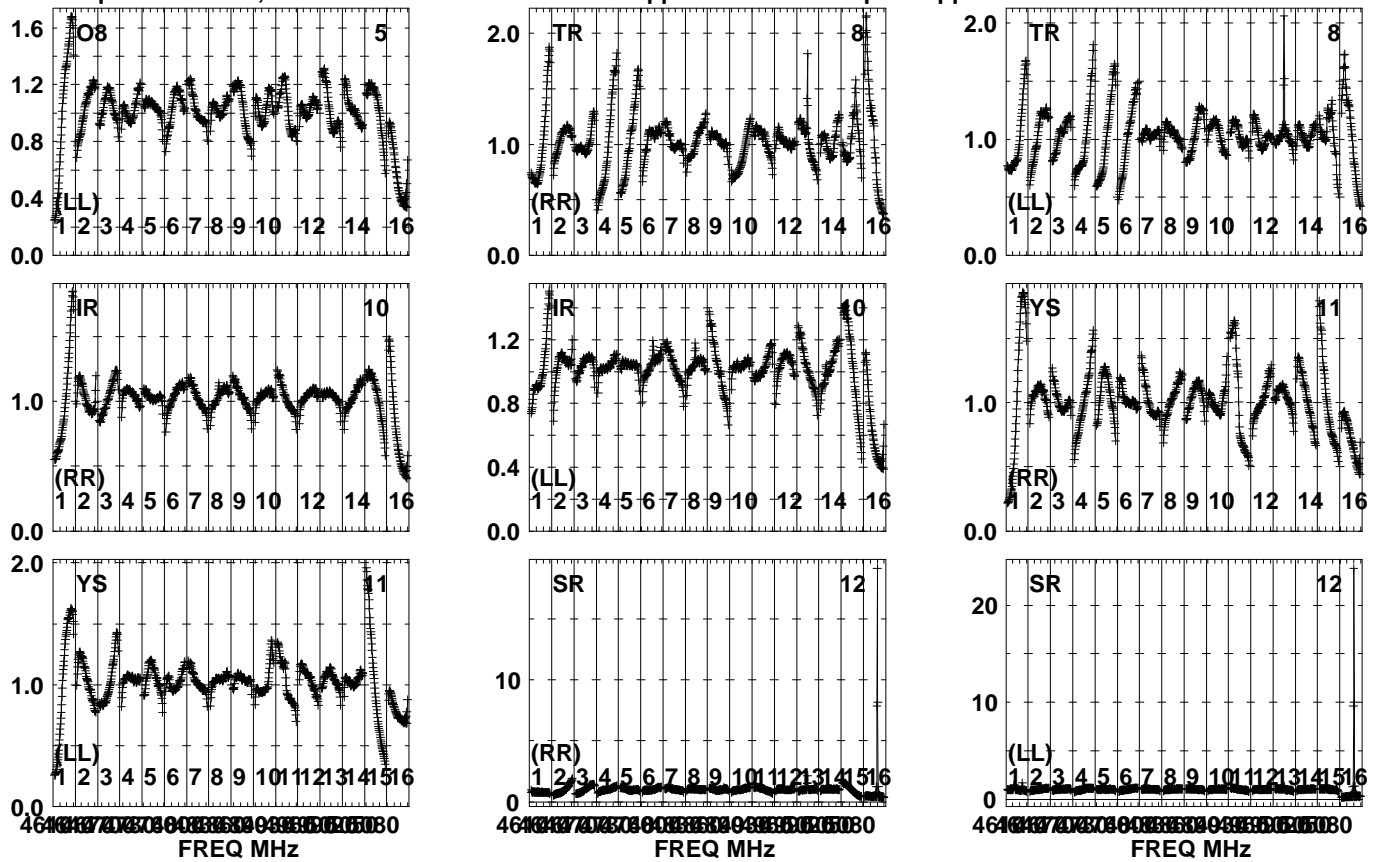 1.6 O8 5
1.2
0.8
0.4
(LL)
1 2 3 4 5 6 7 8 9 10 12 14 16
0.0
2.0 TR 8
1.0
(RR)
1 2 3 4 5 6 7 8 9 10 12 14 16
0.0
2.0 TR 8
1.0
(LL)
1 2 3 4 5 6 7 8 9 10 12 14 16
0.0
IR 10
1.0
(RR)
1 2 3 4 5 6 7 8 9 10 12 14 16
0.0
IR 10
1.2
0.8
0.4
(LL)
1 2 3 4 5 6 7 8 9 10 12 14 16
0.0
YS 11
1.0
(RR)
1 2 3 4 5 6 7 8 9 10 12 14 16
0.0
2.0 YS 11
1.0
(LL)
1 2 3 4 5 6 7 8 9 10 11 12 13 14 15 16
0.0
FREQ MHz
SR 12
10
(RR)
1 2 3 4 5 6 7 8 9 10 11 12 13 14 15 16
0
FREQ MHz
SR 12
20
10
(LL)
1 2 3 4 5 6 7 8 9 10 11 12 13 14 15 16
0
FREQ MHz